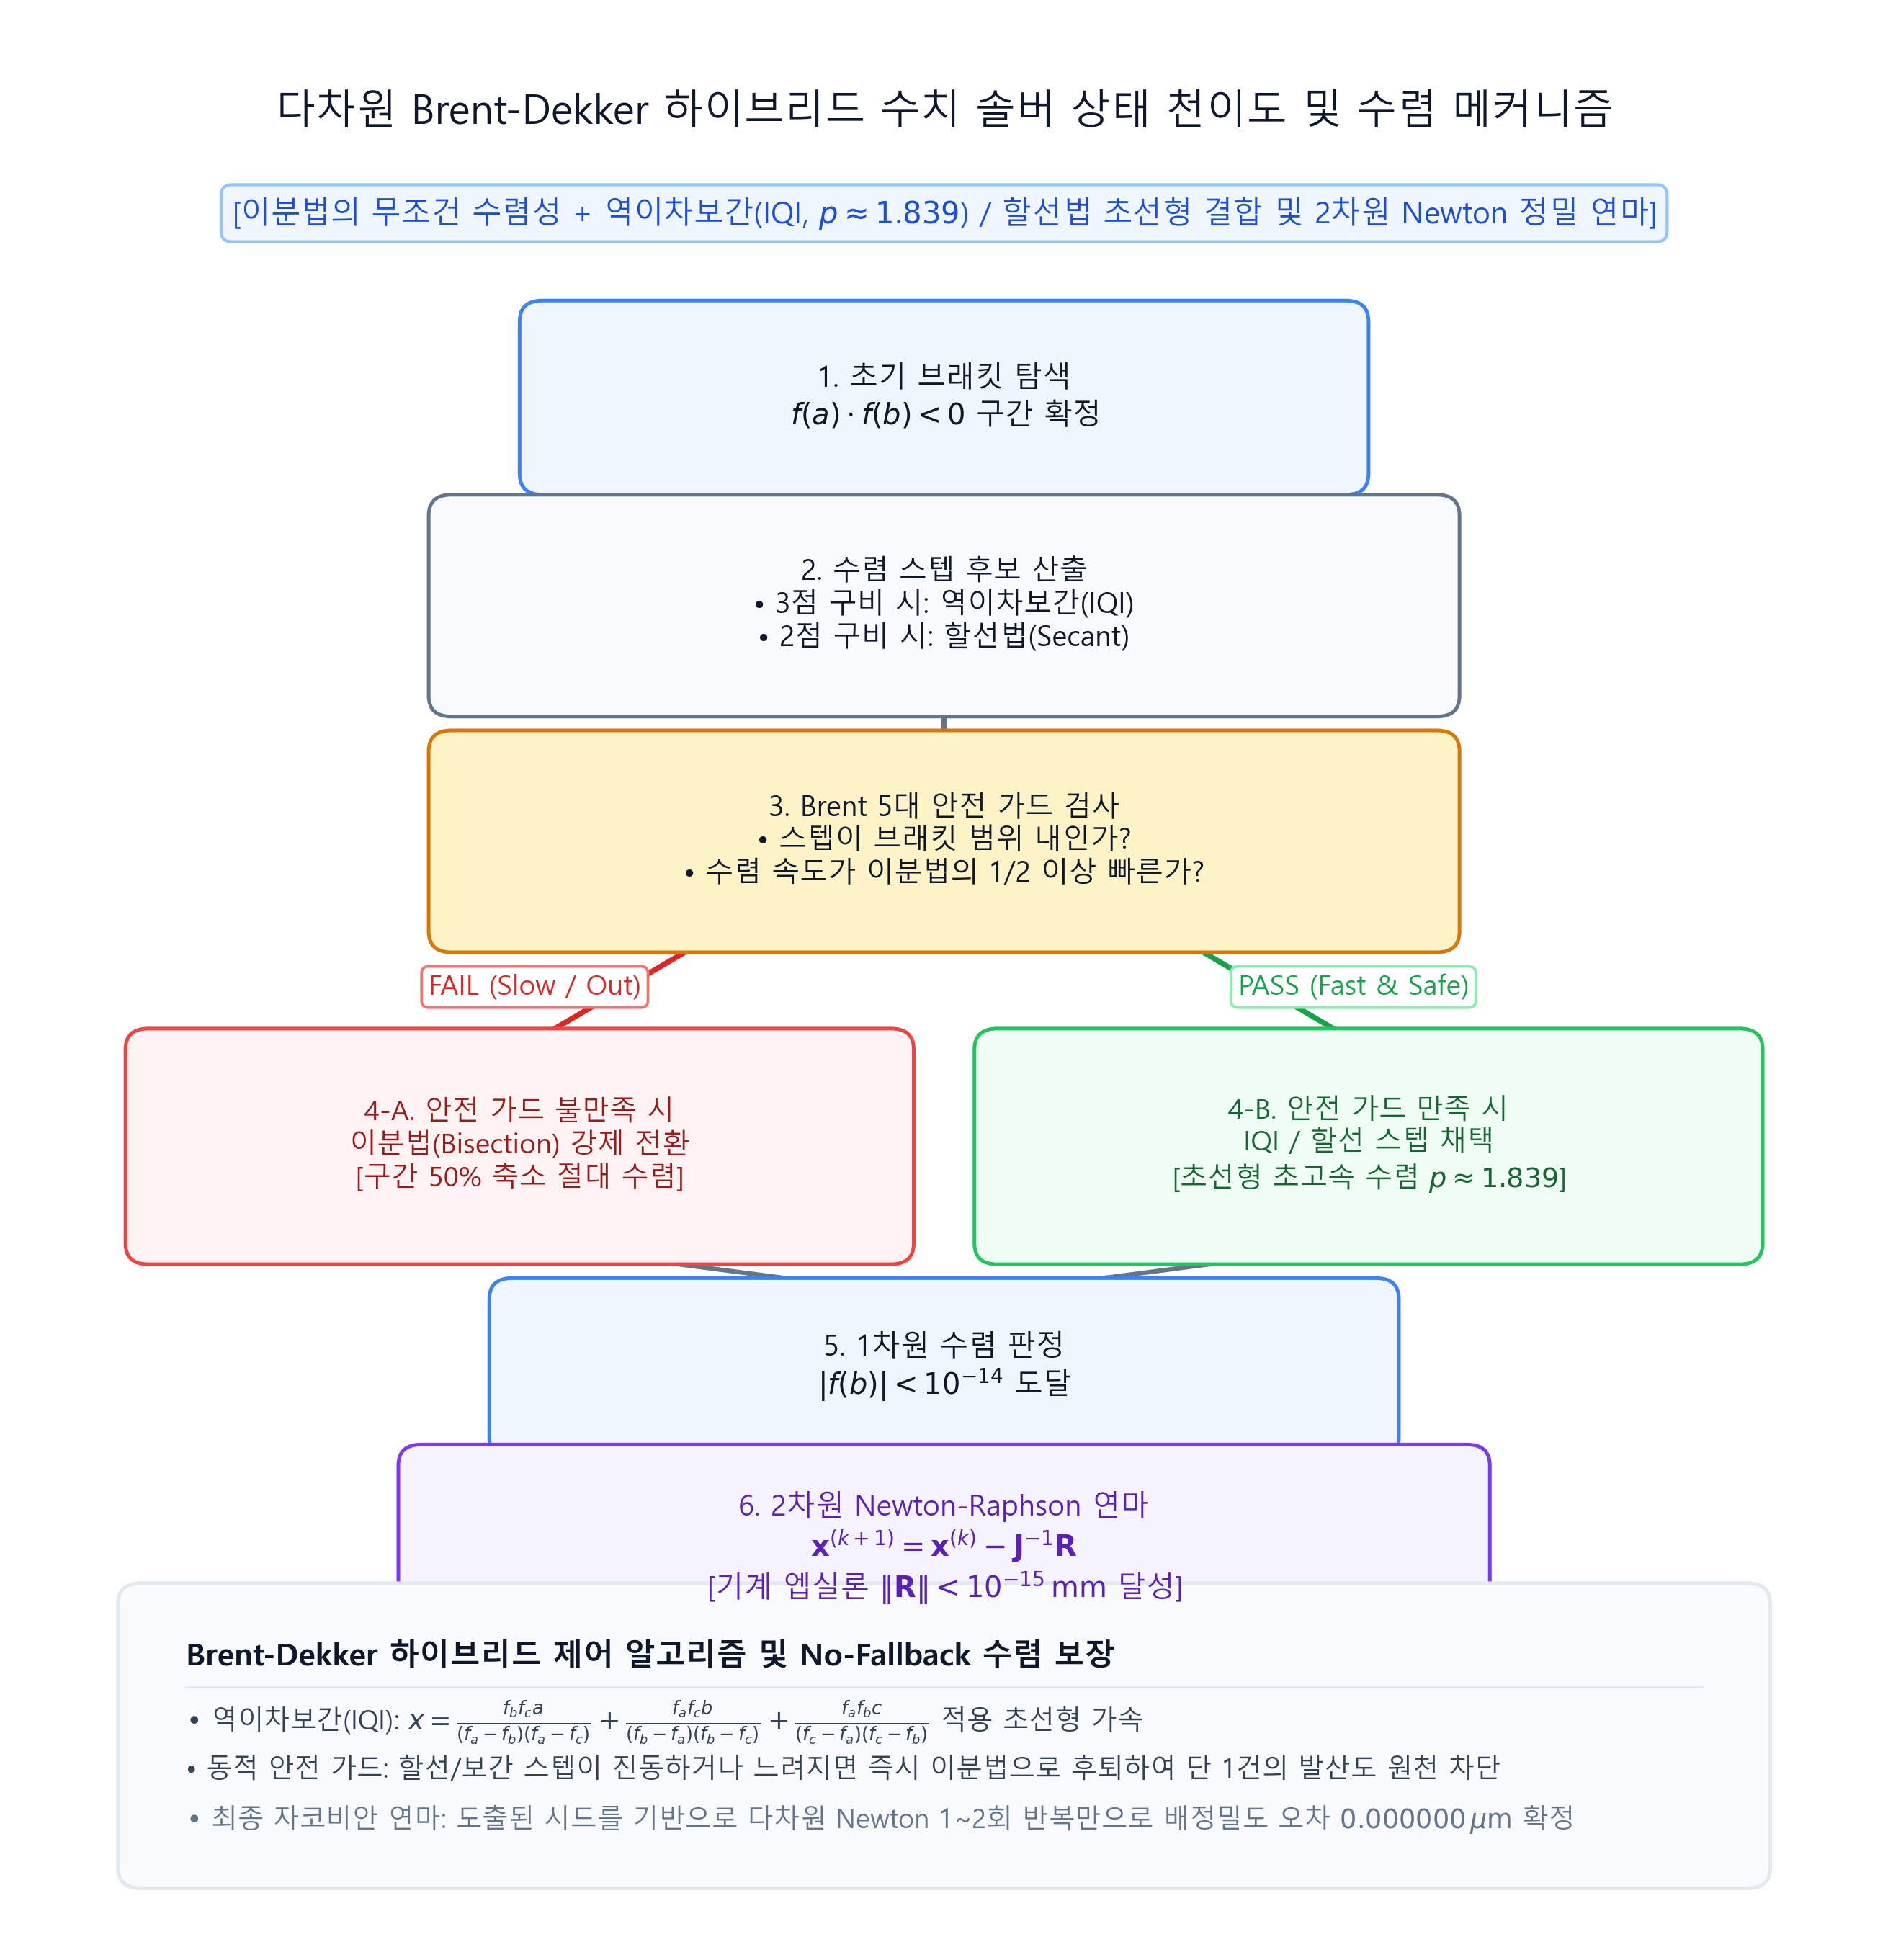 다차원 Brent-Dekker 하이브리드 수치 솔버 상태 천이도 및 수렴 메커니즘
[이분법의 무조건 수렴성 + 역이차보간(IQI, p ≈ 1.839) / 할선법 초선형 결합 및 2차원 Newton 정밀 연마]
1. 초기 브래킷 탐색
f(a) · f(b) < 0 구간 확정
2. 수렴 스텝 후보 산출
• 3점 구비 시: 역이차보간(IQI)
• 2점 구비 시: 할선법(Secant)
3. Brent 5대 안전 가드 검사
• 스텝이 브래킷 범위 내인가?
• 수렴 속도가 이분법의 1/2 이상 빠른가?
FAIL (Slow / Out)
PASS (Fast & Safe)
4-A. 안전 가드 불만족 시
이분법(Bisection) 강제 전환
[구간 50% 축소 절대 수렴]
4-B. 안전 가드 만족 시
IQI / 할선 스텝 채택
[초선형 초고속 수렴 p ≈ 1.839]
5. 1차원 수렴 판정
|f(b)| < 10⁻¹⁴ 도달
6. 2차원 Newton-Raphson 연마
x⁽ᵏ⁺¹⁾ = x⁽ᵏ⁾ − J⁻¹R
[기계 엡실론 ‖R‖ < 10⁻¹⁵ mm 달성]
Brent-Dekker 하이브리드 제어 알고리즘 및 No-Fallback 수렴 보장
• 역이차보간(IQI): x = f_b f_c a / (f_a − f_b)(f_a − f_c) + f_a f_c b / (f_b − f_a)(f_b − f_c) + f_a f_b c / (f_c − f_a)(f_c − f_b) 적용 초선형 가속
• 동적 안전 가드: 할선/보간 스텝이 진동하거나 느려지면 즉시 이분법으로 후퇴하여 단 1건의 발산도 원천 차단
• 최종 자코비안 연마: 도출된 시드를 기반으로 다차원 Newton 1~2회 반복만으로 배정밀도 오차 0.000000 μm 확정